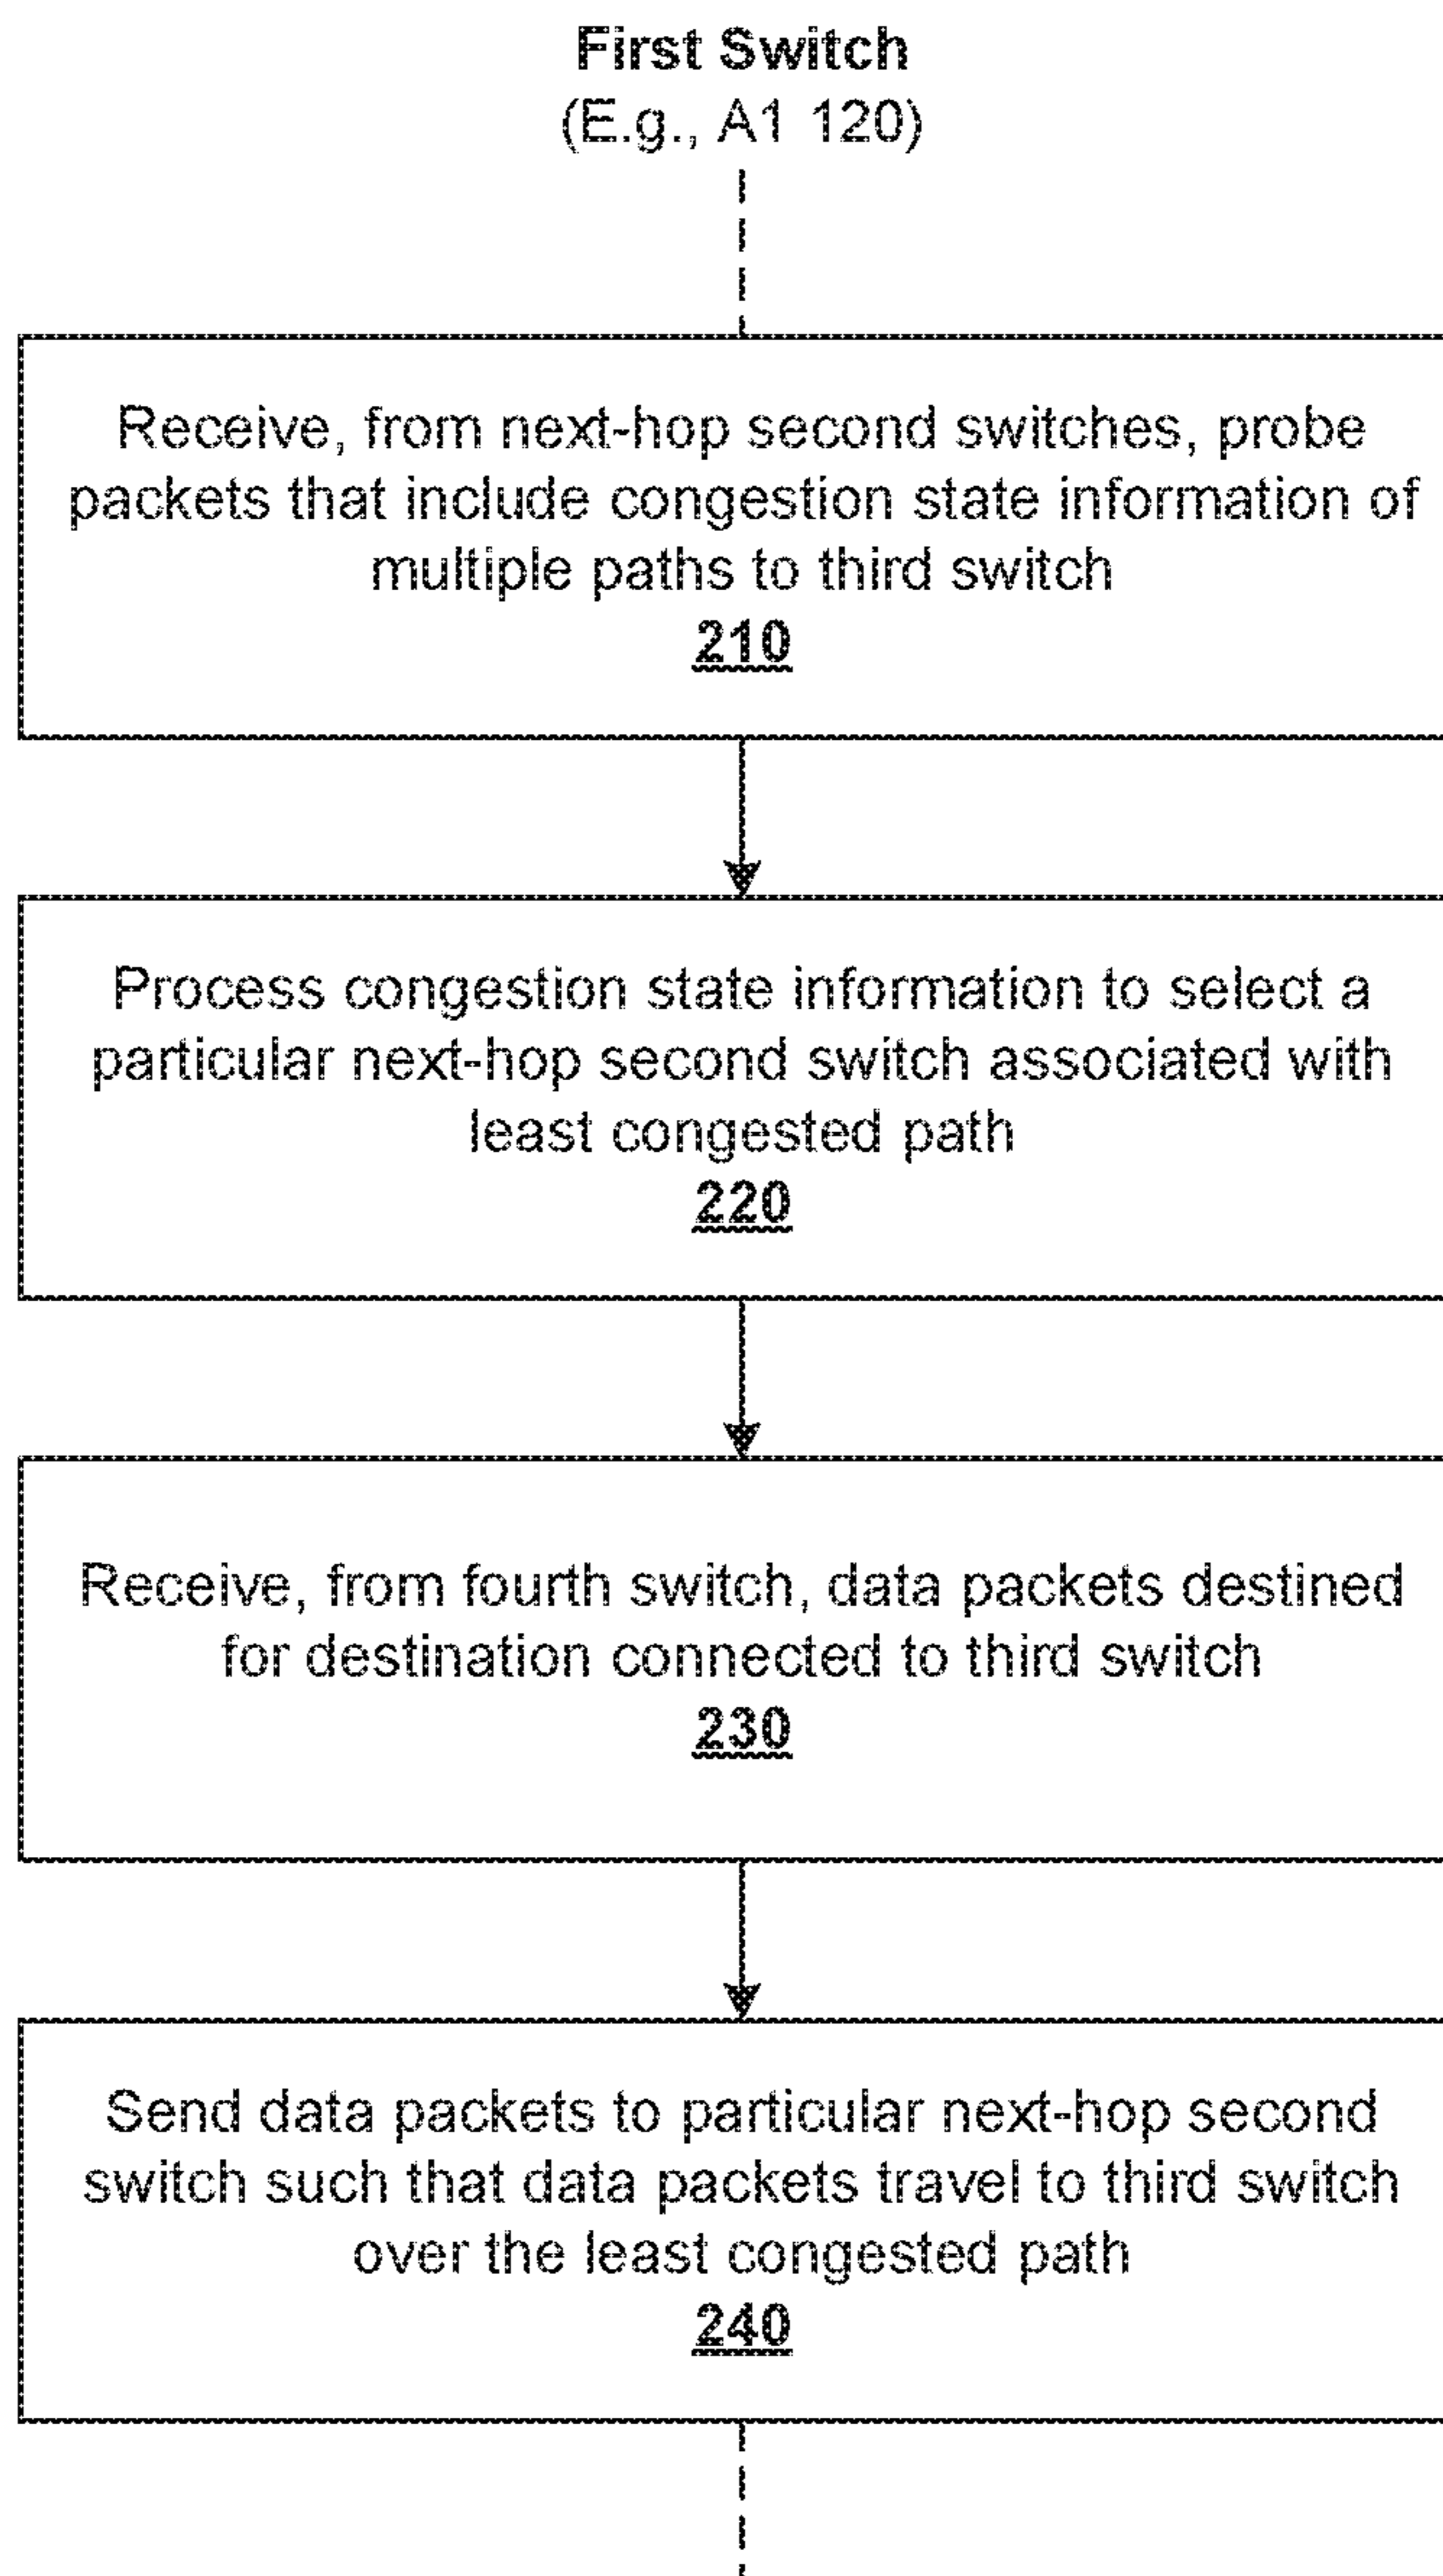 First Switch
(E.g., A1 120)
Receive, from next-hop second switches, probe
packets that include congestion state information of
multiple paths to third switch
210
Process congestion state information to select a
particular next-hop second switch associated with
least congested path
220
Receive, from fourth switch, data packets destined
for destination connected to third switch
230
Send data packets to particular next-hop second
switch such that data packets travel to third switch
over the least congested path
240